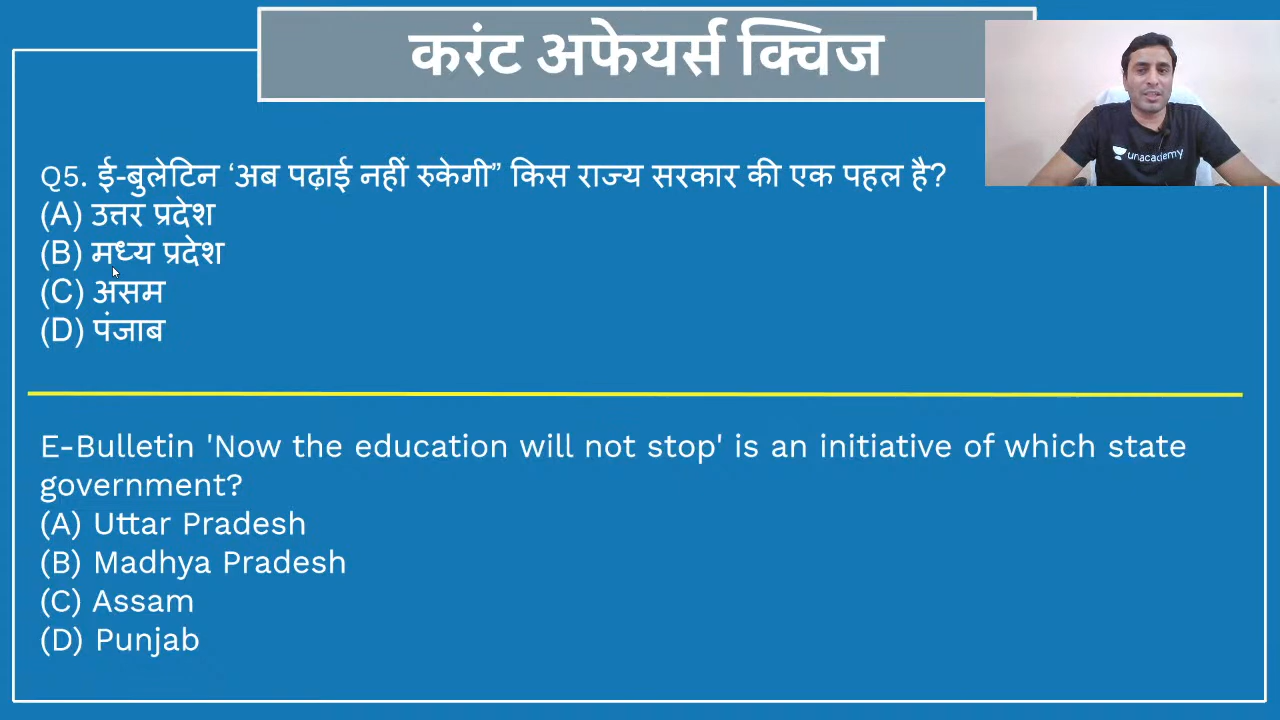 करंट अफेयर्स क्विज
unacademy
Q5. ई-बुलेटिन ‘अब पढ़ाई नहीं रुकेगी” किस राज्य सरकार की एक पहल है?
(A) उत्तर प्रदेश
(B) मध्य प्रदेश
(C) असम
(D) पंजाब
E-Bulletin 'Now the education will not stop' is an initiative of which state
government?
(A) Uttar Pradesh
(B) Madhya Pradesh
(C) Assam
(D) Punjab